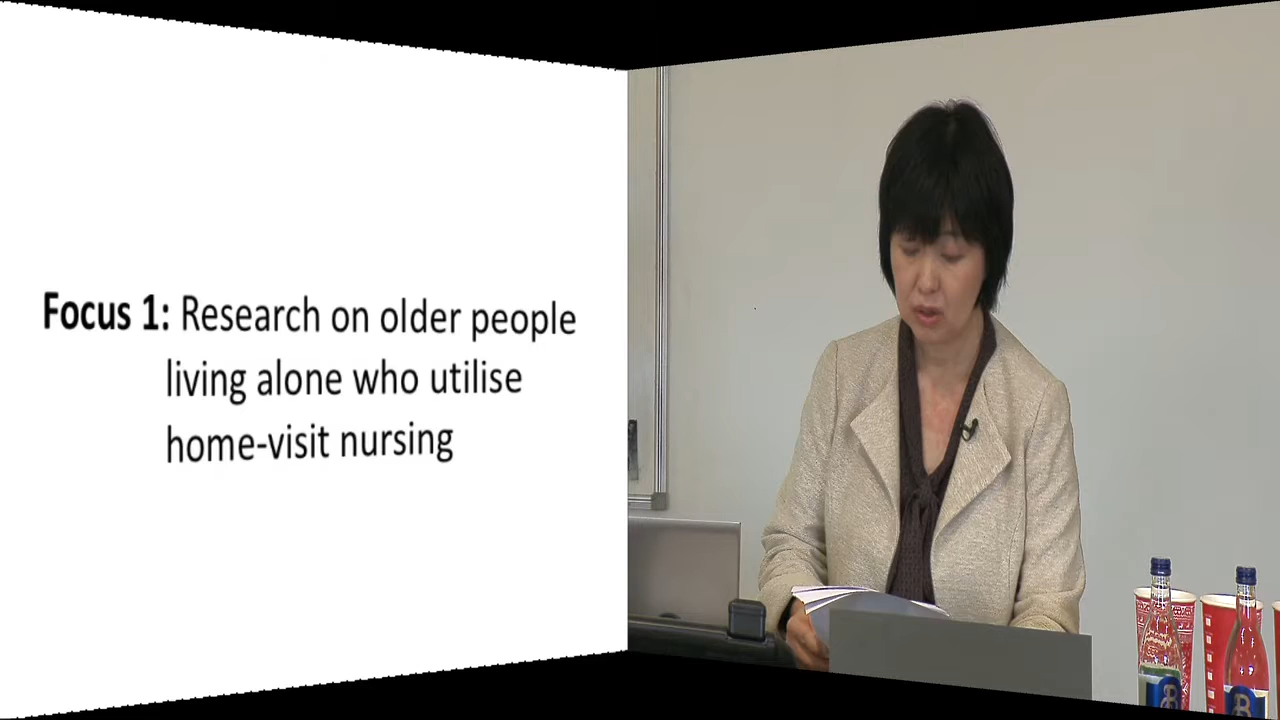 Focus 1: Research on older people
living alone who utilise
home-visit nursing
B
B